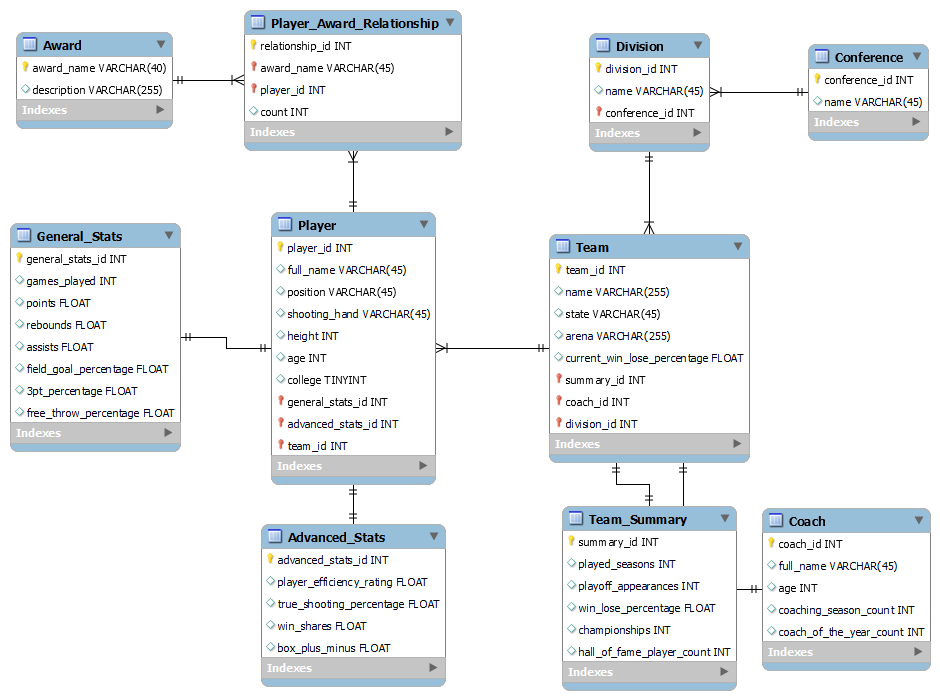 Award
award_name VARCHAR(40)
description VARCHAR(255)
Indexes
Player_Award_Relationship
relationship_id INT
award_name VARCHAR(45)
player_id INT
count INT
Indexes
Division
division_id INT
name VARCHAR(45)
conference_id INT
Indexes
Conference
conference_id INT
name VARCHAR(45)
Indexes
General_Stats
general_stats_id INT
games_played INT
points FLOAT
rebounds FLOAT
assists FLOAT
field_goal_percentage FLOAT
3pt_percentage FLOAT
free_throw_percentage FLOAT
Indexes
Player
player_id INT
full_name VARCHAR(45)
position VARCHAR(45)
shooting_hand VARCHAR(45)
height INT
age INT
college TINYINT
general_stats_id INT
advanced_stats_id INT
team_id INT
Indexes
Team
team_id INT
name VARCHAR(255)
state VARCHAR(45)
arena VARCHAR(255)
current_win_lose_percentage FLOAT
summary_id INT
coach_id INT
division_id INT
Indexes
Advanced_Stats
advanced_stats_id INT
player_efficiency_rating FLOAT
true_shooting_percentage FLOAT
win_shares FLOAT
box_plus_minus FLOAT
Indexes
Team_Summary
summary_id INT
played_seasons INT
playoff_appearances INT
win_lose_percentage FLOAT
championships INT
hall_of_fame_player_count INT
Indexes
Coach
coach_id INT
full_name VARCHAR(45)
age INT
coaching_season_count INT
coach_of_the_year_count INT
Indexes